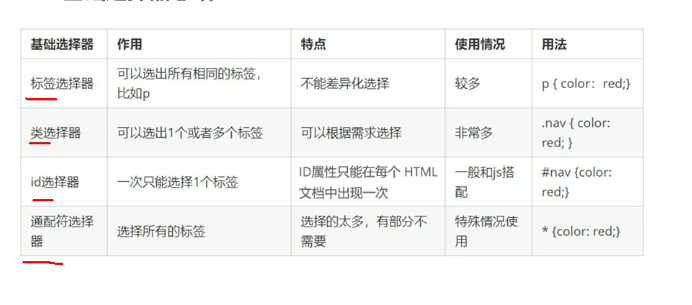 基础选择器 作用 特点 使用情况 用法
标签选择器 可以选出所有相同的标签，比如p 不能差异化选择 较多 p { color：red;}
类选择器 可以选出1个或者多个标签 可以根据需求选择 非常多 .nav { color: red; }
id选择器 一次只能选择1个标签 ID属性只能在每个 HTML 文档中出现一次 一般和js搭配 #nav {color: red;}
通配符选择器 选择所有的标签 选择的太多，有部分不需要 特殊情况使用 * {color: red;}